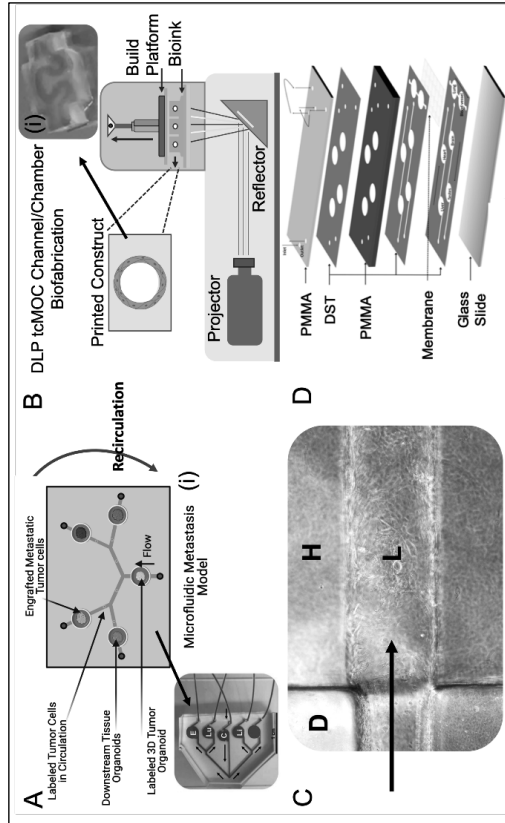 A
Labeled Tumor Cells
in Circulation
Engrafted Metastatic
Tumor cells
Downstream Tissue
Organoids
Labeled 3D Tumor
Organoid
Flow
Recirculation
(i)
Microfluidic Metastasis
Model
E
Lu
C
Li
B
DLP tcMOC Channel/Chamber
Biofabrication
(i)
Printed Construct
Build
Platform
Bioink
Projector
Reflector
C
D
H
L
D
PMMA
DST
PMMA
Membrane
Glass
Slide